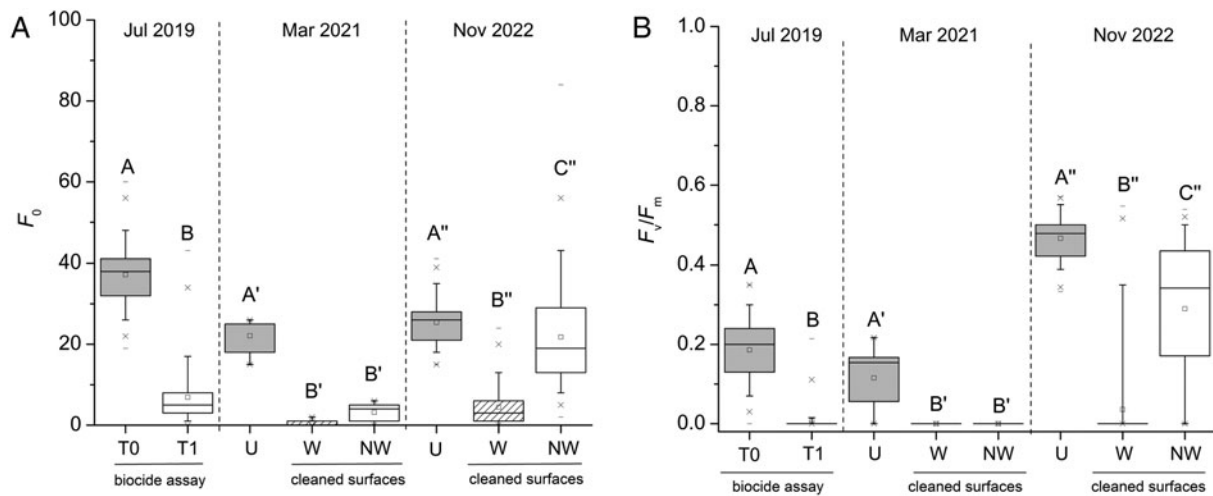 A
Jul 2019
Mar 2021
Nov 2022
100
80
60
40
20
0
F0
A
B
A'
B'
B'
A"
B"
C"
T0
T1
U
W
NW
U
W
NW
biocide assay
cleaned surfaces
cleaned surfaces
B
Jul 2019
Mar 2021
Nov 2022
1.0
0.8
0.6
0.4
0.2
0.0
Fv/Fm
A
B
A'
B'
B'
A"
B"
C"
T0
T1
U
W
NW
U
W
NW
biocide assay
cleaned surfaces
cleaned surfaces